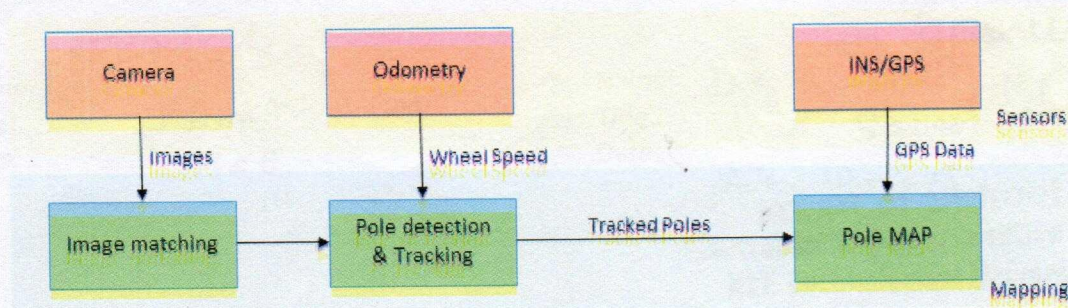 Camera
Odometry
INS/GPS
Sensors
Images
Wheel Speed
GPS Data
Image matching
Pole detection
& Tracking
Tracked Poles
Pole MAP
Mapping